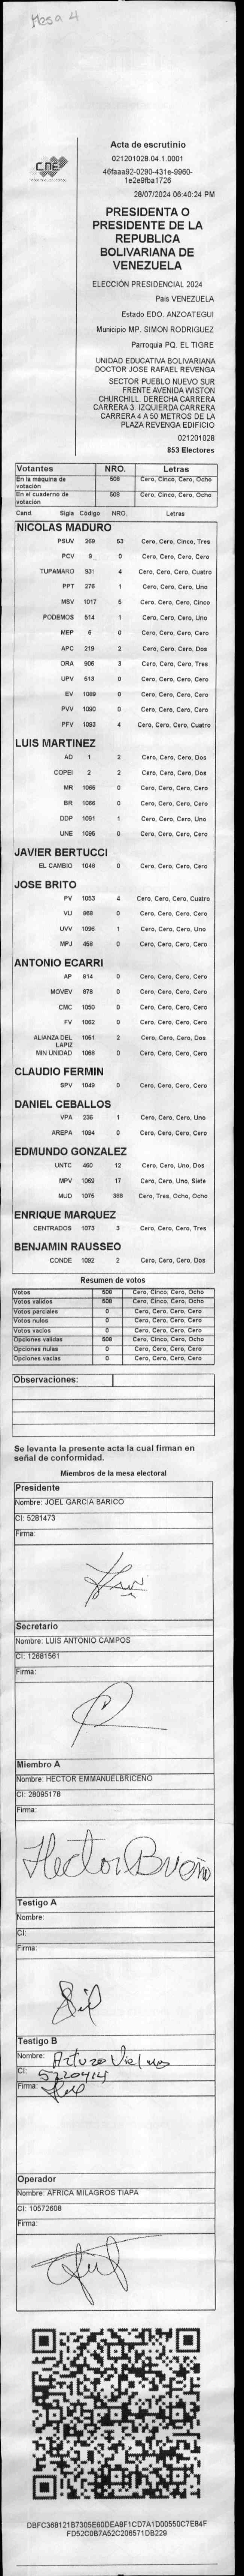 Mesa 4
CNE
Acta de escrutinio
021201028.04.1.0001
46faaa92-0290-431e-9960-
1e2e9fba1726
28/07/2024 06:40:24 PM
PRESIDENTA O
PRESIDENTE DE LA
REPUBLICA
BOLIVARIANA DE
VENEZUELA
ELECCIÓN PRESIDENCIAL 2024
Pais VENEZUELA
Estado EDO. ANZOATEGUI
Municipio MP. SIMON RODRIGUEZ
Parroquia PQ. EL TIGRE
UNIDAD EDUCATIVA BOLIVARIANA
DOCTOR JOSE RAFAEL REVENGA
SECTOR PUEBLO NUEVO SUR
FRENTE AVENIDA WISTON
CHURCHILL. DERECHA CARRERA
CARRERA 3. IZQUIERDA CARRERA
CARRERA 4 A 50 METROS DE LA
PLAZA REVENGA EDIFICIO
021201028
853 Electores
Votantes NRO. Letras
En la máquina de votación 508 Cero, Cinco, Cero, Ocho
En el cuaderno de votación 508 Cero, Cinco, Cero, Ocho
Cand. Sigla Código NRO. Letras
NICOLAS MADURO
PSUV 269 53 Cero, Cero, Cinco, Tres
PCV 9 0 Cero, Cero, Cero, Cero
TUPAMARO 931 4 Cero, Cero, Cero, Cuatro
PPT 276 1 Cero, Cero, Cero, Uno
MSV 1017 5 Cero, Cero, Cero, Cinco
PODEMOS 514 1 Cero, Cero, Cero, Uno
MEP 6 0 Cero, Cero, Cero, Cero
APC 219 2 Cero, Cero, Cero, Dos
ORA 906 3 Cero, Cero, Cero, Tres
UPV 513 0 Cero, Cero, Cero, Cero
EV 1089 0 Cero, Cero, Cero, Cero
PVV 1090 0 Cero, Cero, Cero, Cero
PFV 1093 4 Cero, Cero, Cero, Cuatro
LUIS MARTINEZ
AD 1 2 Cero, Cero, Cero, Dos
COPEI 2 2 Cero, Cero, Cero, Dos
MR 1065 0 Cero, Cero, Cero, Cero
BR 1066 0 Cero, Cero, Cero, Cero
DDP 1091 1 Cero, Cero, Cero, Uno
UNE 1095 0 Cero, Cero, Cero, Cero
JAVIER BERTUCCI
EL CAMBIO 1048 0 Cero, Cero, Cero, Cero
JOSE BRITO
PV 1053 4 Cero, Cero, Cero, Cuatro
VU 868 0 Cero, Cero, Cero, Cero
UVV 1096 1 Cero, Cero, Cero, Uno
MPJ 458 0 Cero, Cero, Cero, Cero
ANTONIO ECARRI
AP 814 0 Cero, Cero, Cero, Cero
MOVEV 878 0 Cero, Cero, Cero, Cero
CMC 1050 0 Cero, Cero, Cero, Cero
FV 1062 0 Cero, Cero, Cero, Cero
ALIANZA DEL LAPIZ 1051 2 Cero, Cero, Cero, Dos
MIN UNIDAD 1068 0 Cero, Cero, Cero, Cero
CLAUDIO FERMIN
SPV 1049 0 Cero, Cero, Cero, Cero
DANIEL CEBALLOS
VPA 236 1 Cero, Cero, Cero, Uno
AREPA 1094 0 Cero, Cero, Cero, Cero
EDMUNDO GONZALEZ
UNTC 460 12 Cero, Cero, Uno, Dos
MPV 1069 17 Cero, Cero, Uno, Siete
MUD 1075 388 Cero, Tres, Ocho, Ocho
ENRIQUE MARQUEZ
CENTRADOS 1073 3 Cero, Cero, Cero, Tres
BENJAMIN RAUSSEO
CONDE 1092 2 Cero, Cero, Cero, Dos
Resumen de votos
Votos 508 Cero, Cinco, Cero, Ocho
Votos validos 508 Cero, Cinco, Cero, Ocho
Votos parciales 0 Cero, Cero, Cero, Cero
Votos nulos 0 Cero, Cero, Cero, Cero
Votos vacios 0 Cero, Cero, Cero, Cero
Opciones validas 508 Cero, Cinco, Cero, Ocho
Opciones nulas 0 Cero, Cero, Cero, Cero
Opciones vacias 0 Cero, Cero, Cero, Cero
Observaciones:
Se levanta la presente acta la cual firman en
señal de conformidad.
Miembros de la mesa electoral
Presidente
Nombre: JOEL GARCIA BARICO
CI: 5281473
Firma:
Secretario
Nombre: LUIS ANTONIO CAMPOS
CI: 12681561
Firma:
Miembro A
Nombre: HECTOR EMMANUELBRICEÑO
CI: 28095178
Firma:
Testigo A
Nombre:
CI:
Firma:
Testigo B
Nombre: Arturo
CI: 5220414
Firma:
Operador
Nombre: AFRICA MILAGROS TIAPA
CI: 10572608
Firma:
DBFC368121B7305E60DEA8F1CD7A1D00550C7E84F
FD52C0B7A52C206571DB229